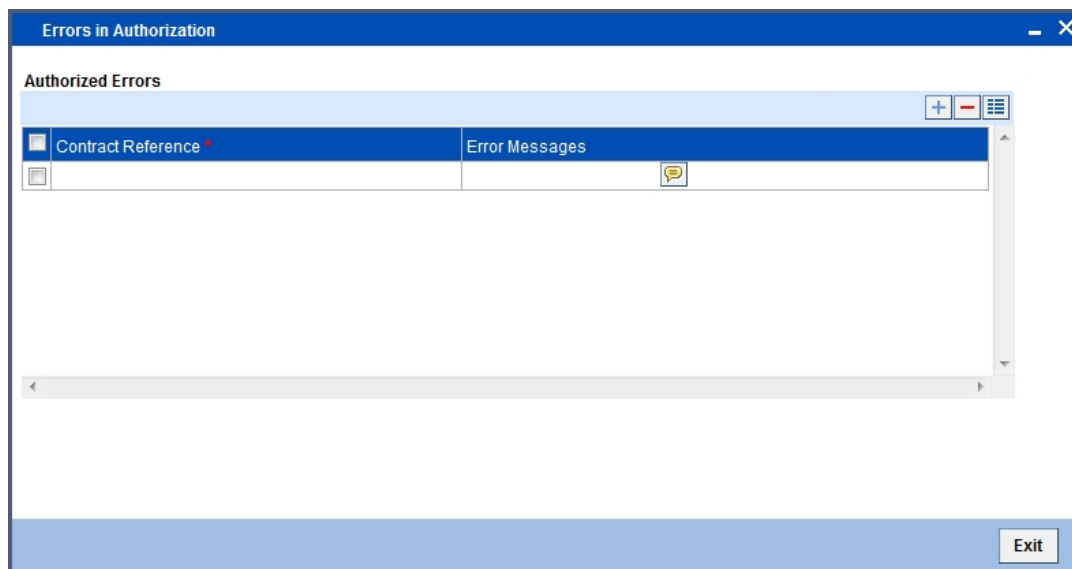 Errors in Authorization
Authorized Errors
Contract Reference * Error Messages
Exit